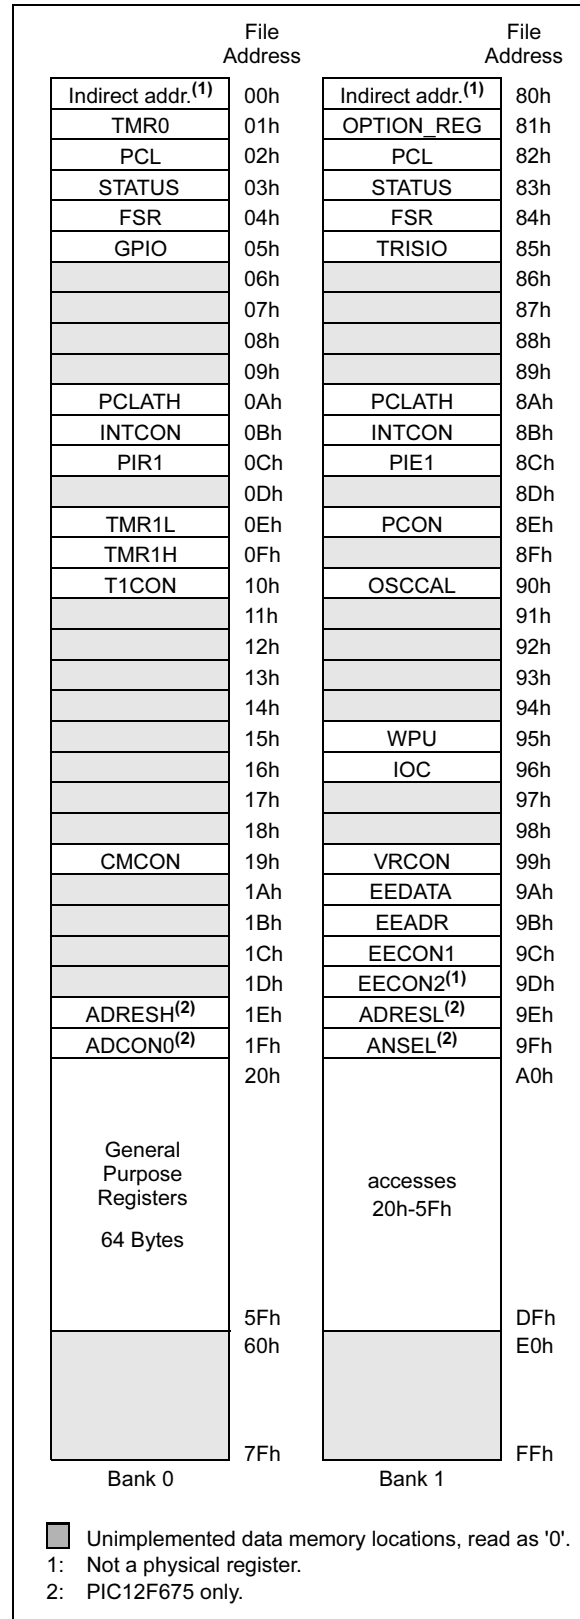 File Address File Address
Indirect addr.(1) 00h Indirect addr.(1) 80h
TMR0 01h OPTION_REG 81h
PCL 02h PCL 82h
STATUS 03h STATUS 83h
FSR 04h FSR 84h
GPIO 05h TRISIO 85h
06h 86h
07h 87h
08h 88h
09h 89h
PCLATH 0Ah PCLATH 8Ah
INTCON 0Bh INTCON 8Bh
PIR1 0Ch PIE1 8Ch
0Dh 8Dh
TMR1L 0Eh PCON 8Eh
TMR1H 0Fh 8Fh
T1CON 10h OSCCAL 90h
11h 91h
12h 92h
13h 93h
14h 94h
15h WPU 95h
16h IOC 96h
17h 97h
18h 98h
CMCON 19h VRCON 99h
1Ah EEDATA 9Ah
1Bh EEADR 9Bh
1Ch EECON1 9Ch
1Dh EECON2(1) 9Dh
ADRESH(2) 1Eh ADRESL(2) 9Eh
ADCON0(2) 1Fh ANSEL(2) 9Fh
20h A0h
General
Purpose
Registers
64 Bytes
accesses
20h-5Fh
5Fh DFh
60h E0h
7Fh FFh
Bank 0 Bank 1
Unimplemented data memory locations, read as '0'.
1: Not a physical register.
2: PIC12F675 only.